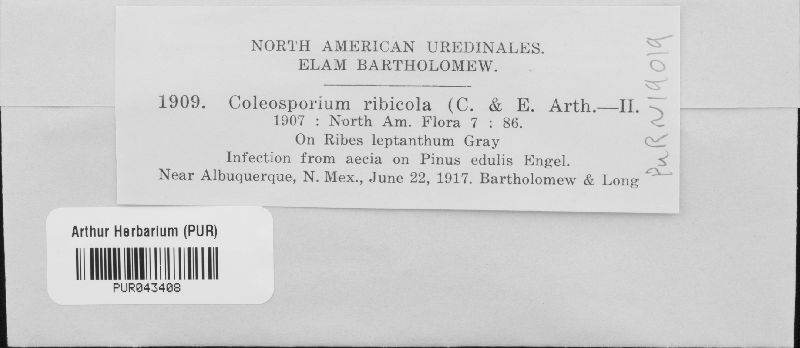 NORTH AMERICAN UREDINALES.
ELAM BARTHOLOMEW.
1909. Coleosporium ribicola (C. & E. Arth.—II.
1907 : North Am. Flora 7 : 86.
On Ribes leptanthum Gray
Infection from aecia on Pinus edulis Engel.
Near Albuquerque, N. Mex., June 22, 1917. Bartholomew & Long
PUR N19019
Arthur Herbarium (PUR)
PUR043408